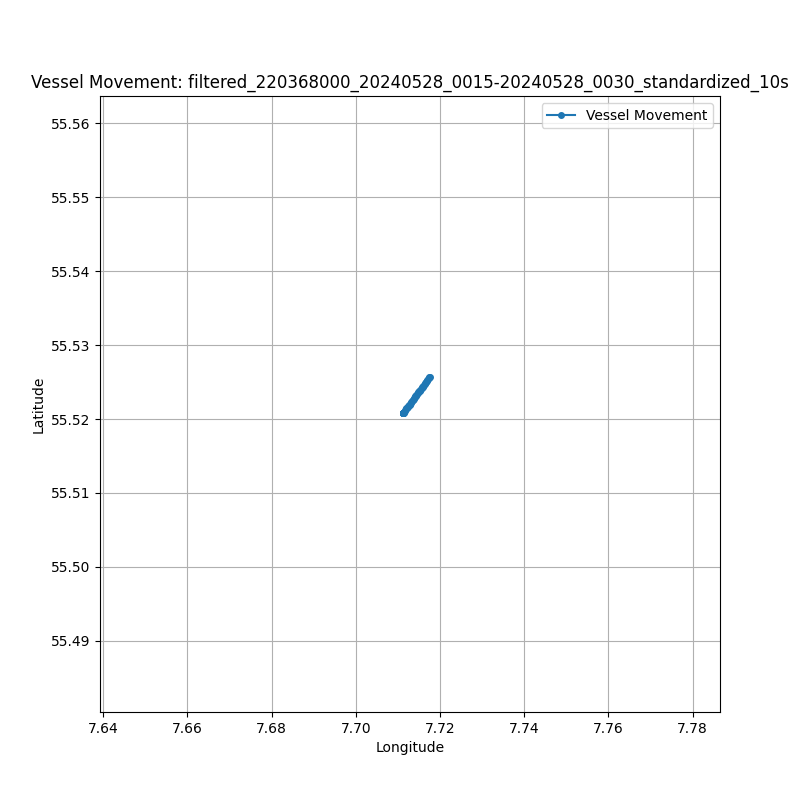 Vessel Movement: filtered_220368000_20240528_0015-20240528_0030_standardized_10s
Vessel Movement
55.56
55.55
55.54
55.53
55.52
55.51
55.50
55.49
Latitude
7.64 7.66 7.68 7.70 7.72 7.74 7.76 7.78
Longitude